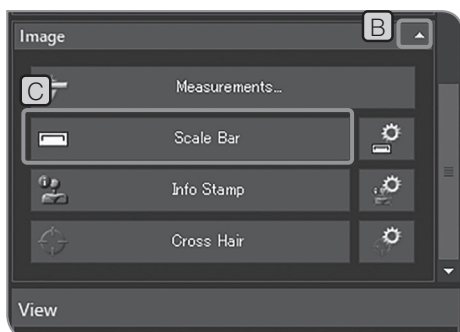 Image
B
C
Measurements...
Scale Bar
Info Stamp
Cross Hair
View